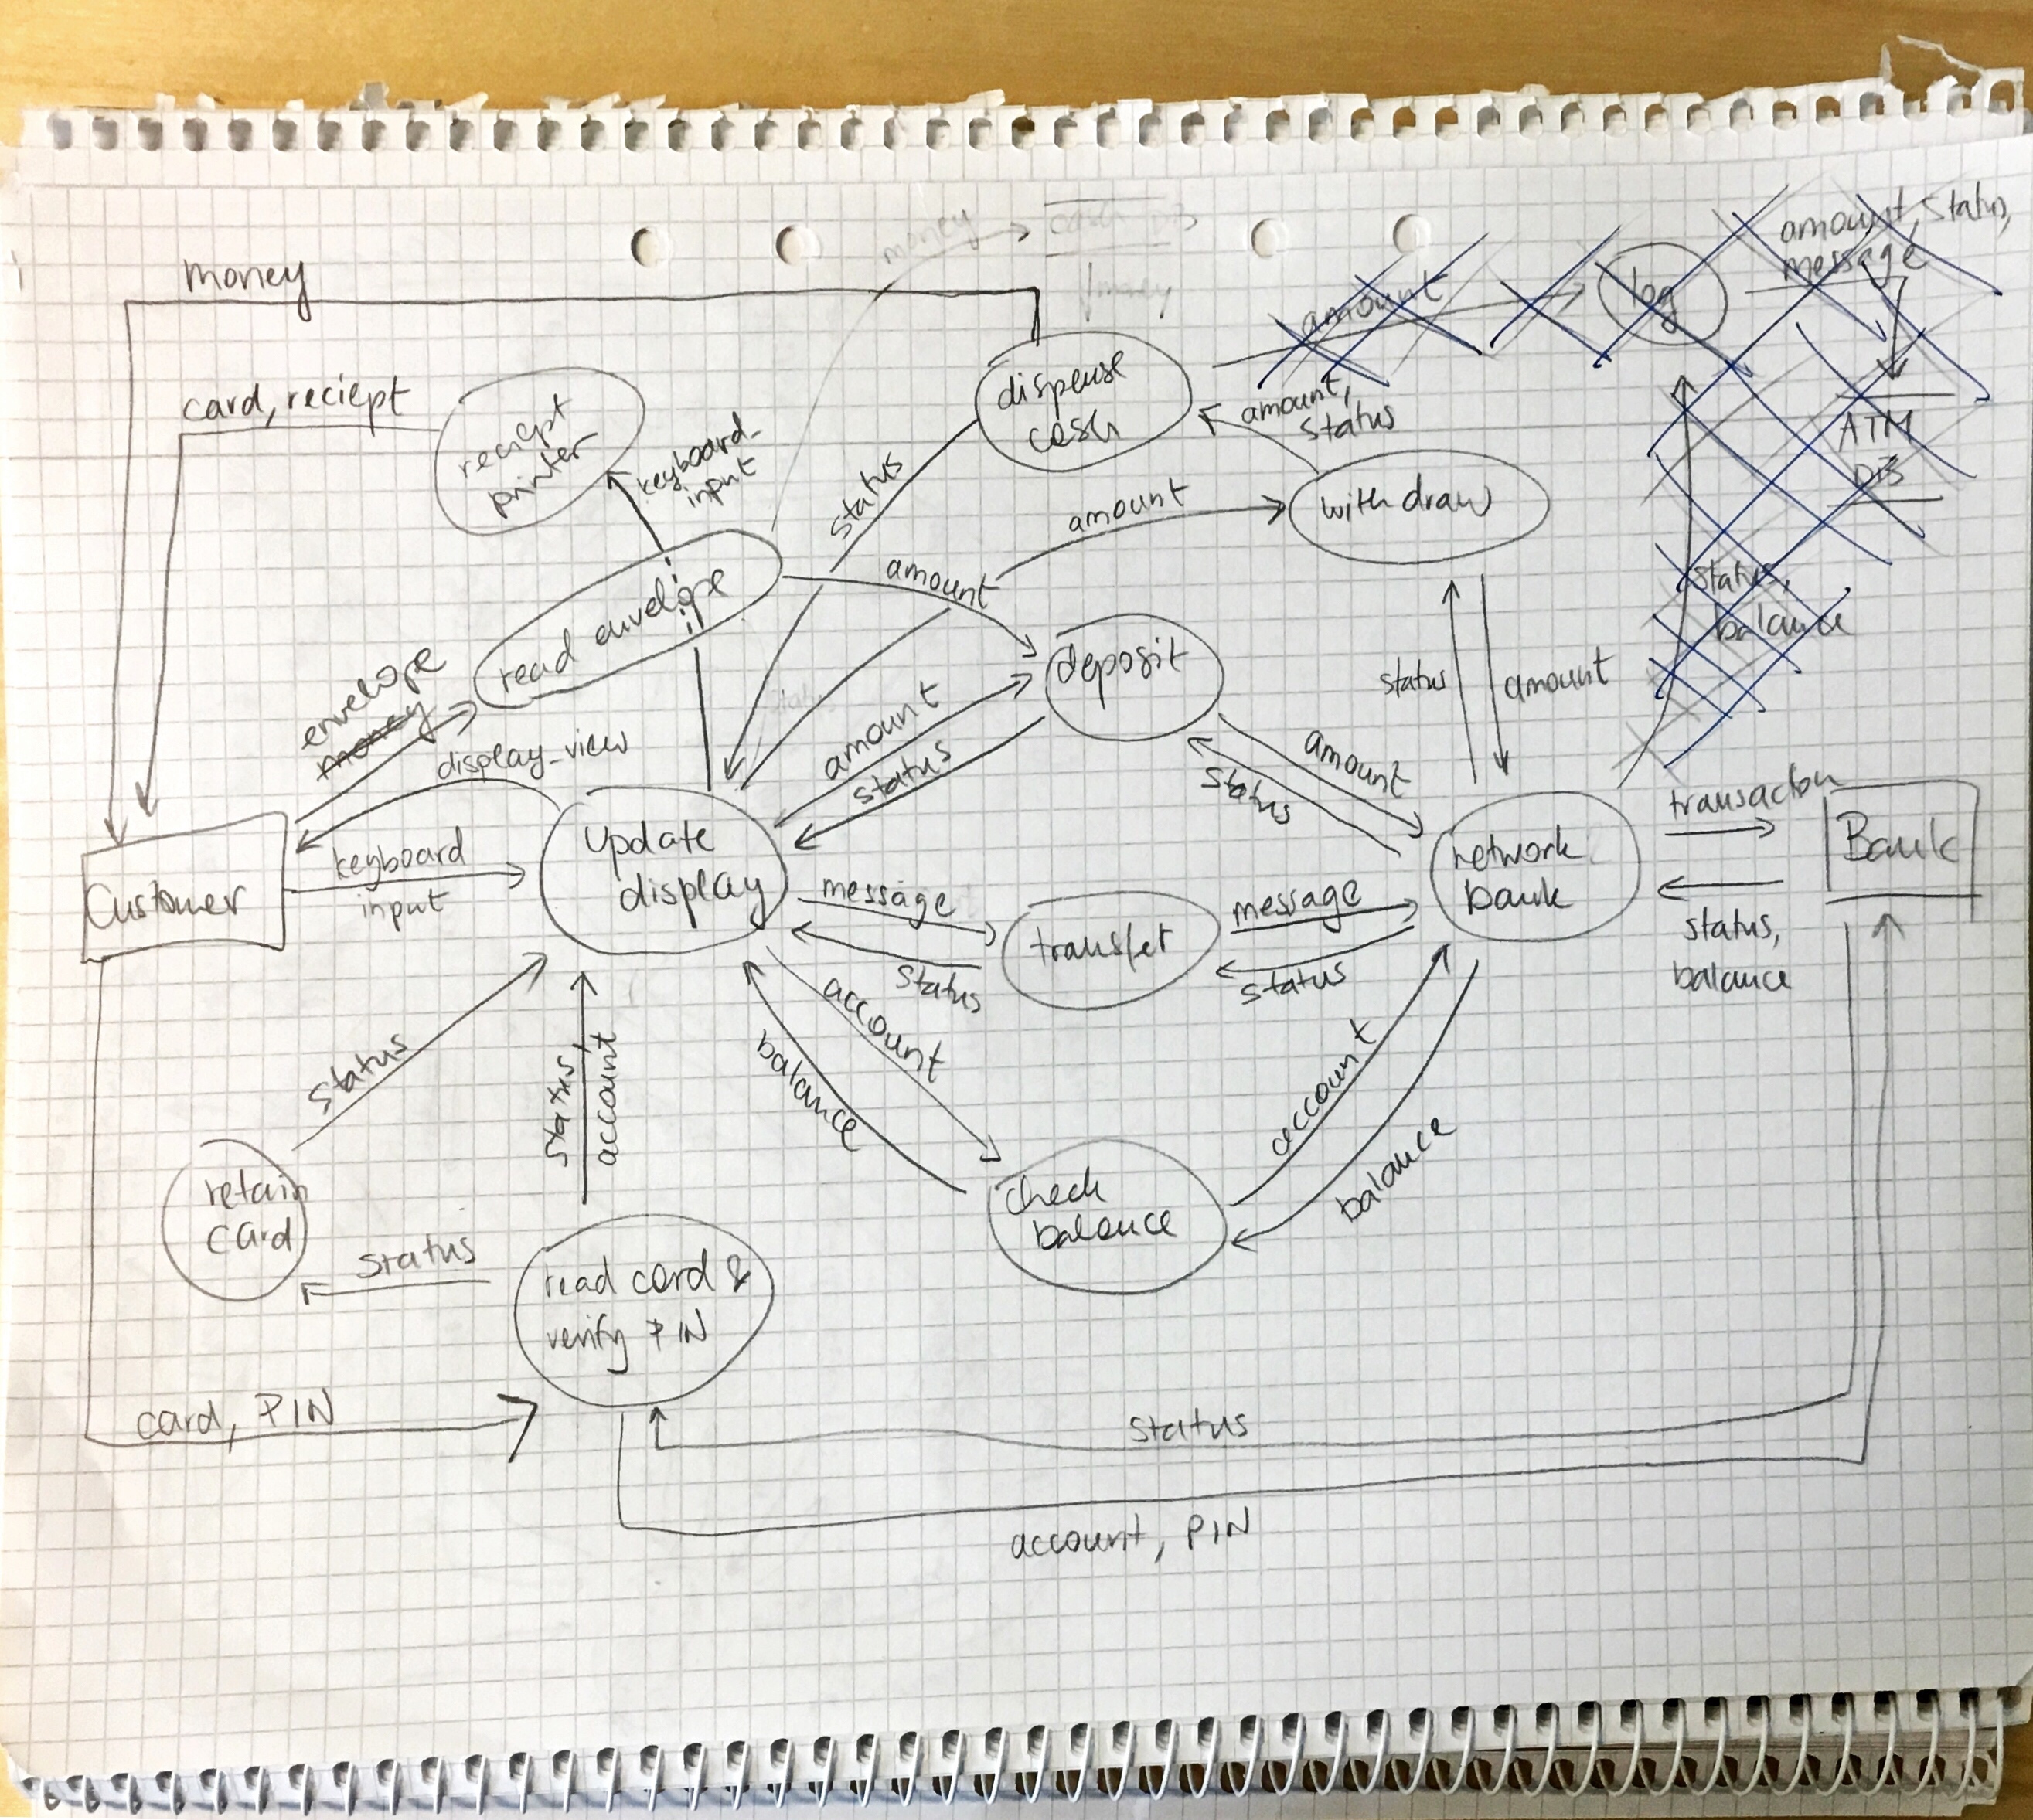 money
cash DB
money
money
amount
log
amount, status,
message
card, reciept
reciept
printer
keyboard_
input
dispense
cash
amount,
status
ATM
DB
status
amount
withdraw
read envelope
amount
status,
balance
envelope
money
display_view
deposit
amount
status
status
amount
amount
status
transaction
Customer
keyboard
input
update
display
message
status
transfer
message
status
network
bank
Bank
status,
balance
status
status,
account
account
balance
account
balance
retain
card
status
read card &
verify PIN
check
balance
card, PIN
status
account, PIN